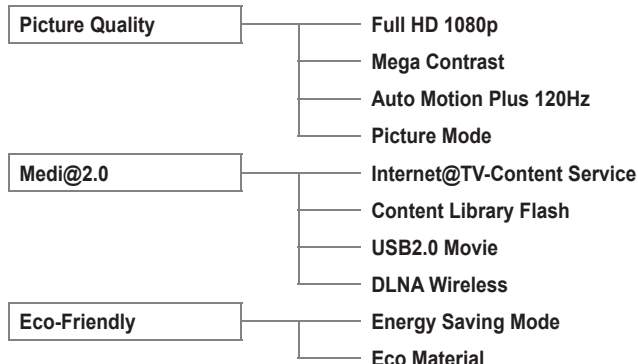 Picture Quality
Full HD 1080p
Mega Contrast
Auto Motion Plus 120Hz
Picture Mode
Medi@2.0
Internet@TV-Content Service
Content Library Flash
USB2.0 Movie
DLNA Wireless
Eco-Friendly
Energy Saving Mode
Eco Material